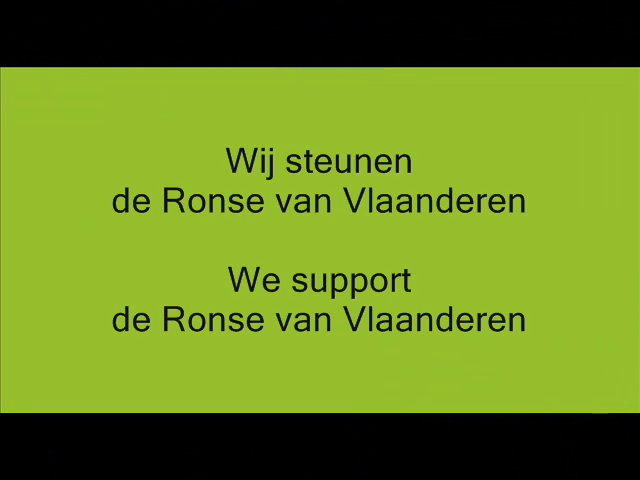 Wij steunen
de Ronse van Vlaanderen
We support
de Ronse van Vlaanderen